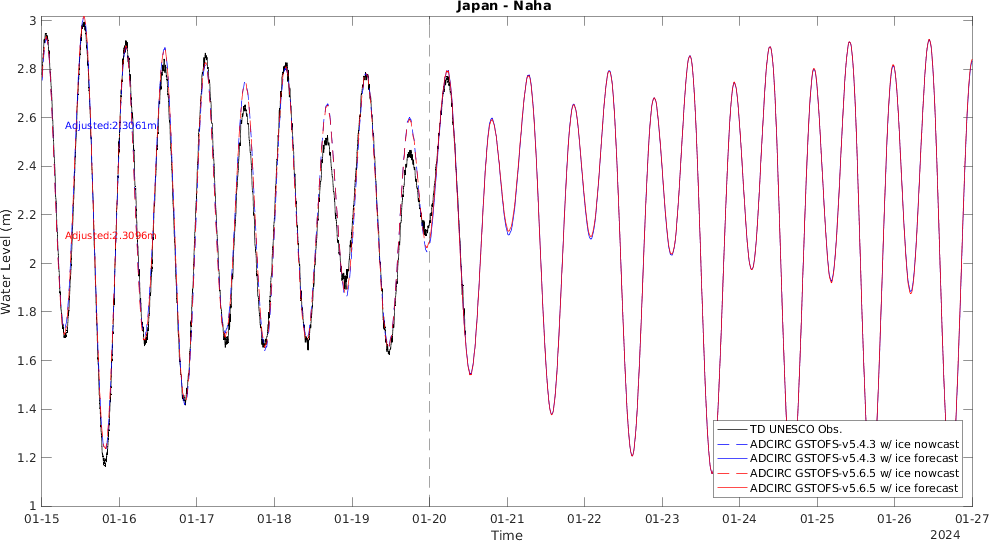 Japan - Naha
3
2.8
2.6
2.4
2.2
2
1.8
1.6
1.4
1.2
1
Water Level (m)
Adjusted:2.3061m
Adjusted:2.3096m
TD UNESCO Obs.
ADCIRC GSTOFS-v5.4.3 w/ ice nowcast
ADCIRC GSTOFS-v5.4.3 w/ ice forecast
ADCIRC GSTOFS-v5.6.5 w/ ice nowcast
ADCIRC GSTOFS-v5.6.5 w/ ice forecast
01-15 01-16 01-17 01-18 01-19 01-20 01-21 01-22 01-23 01-24 01-25 01-26 01-27
Time
2024